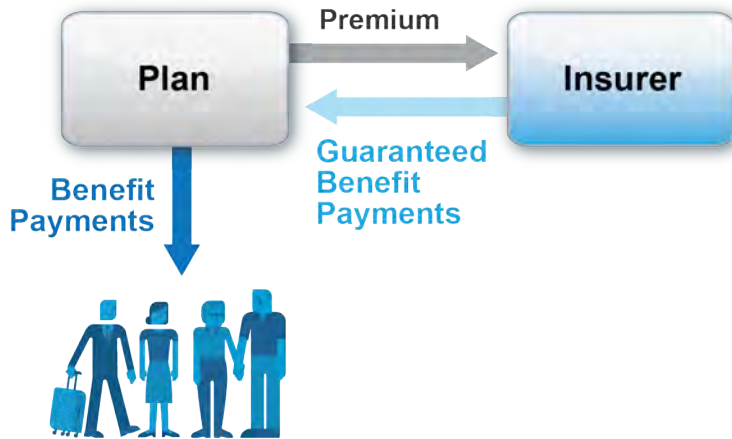 Premium
Plan
Insurer
Guaranteed
Benefit
Payments
Benefit
Payments